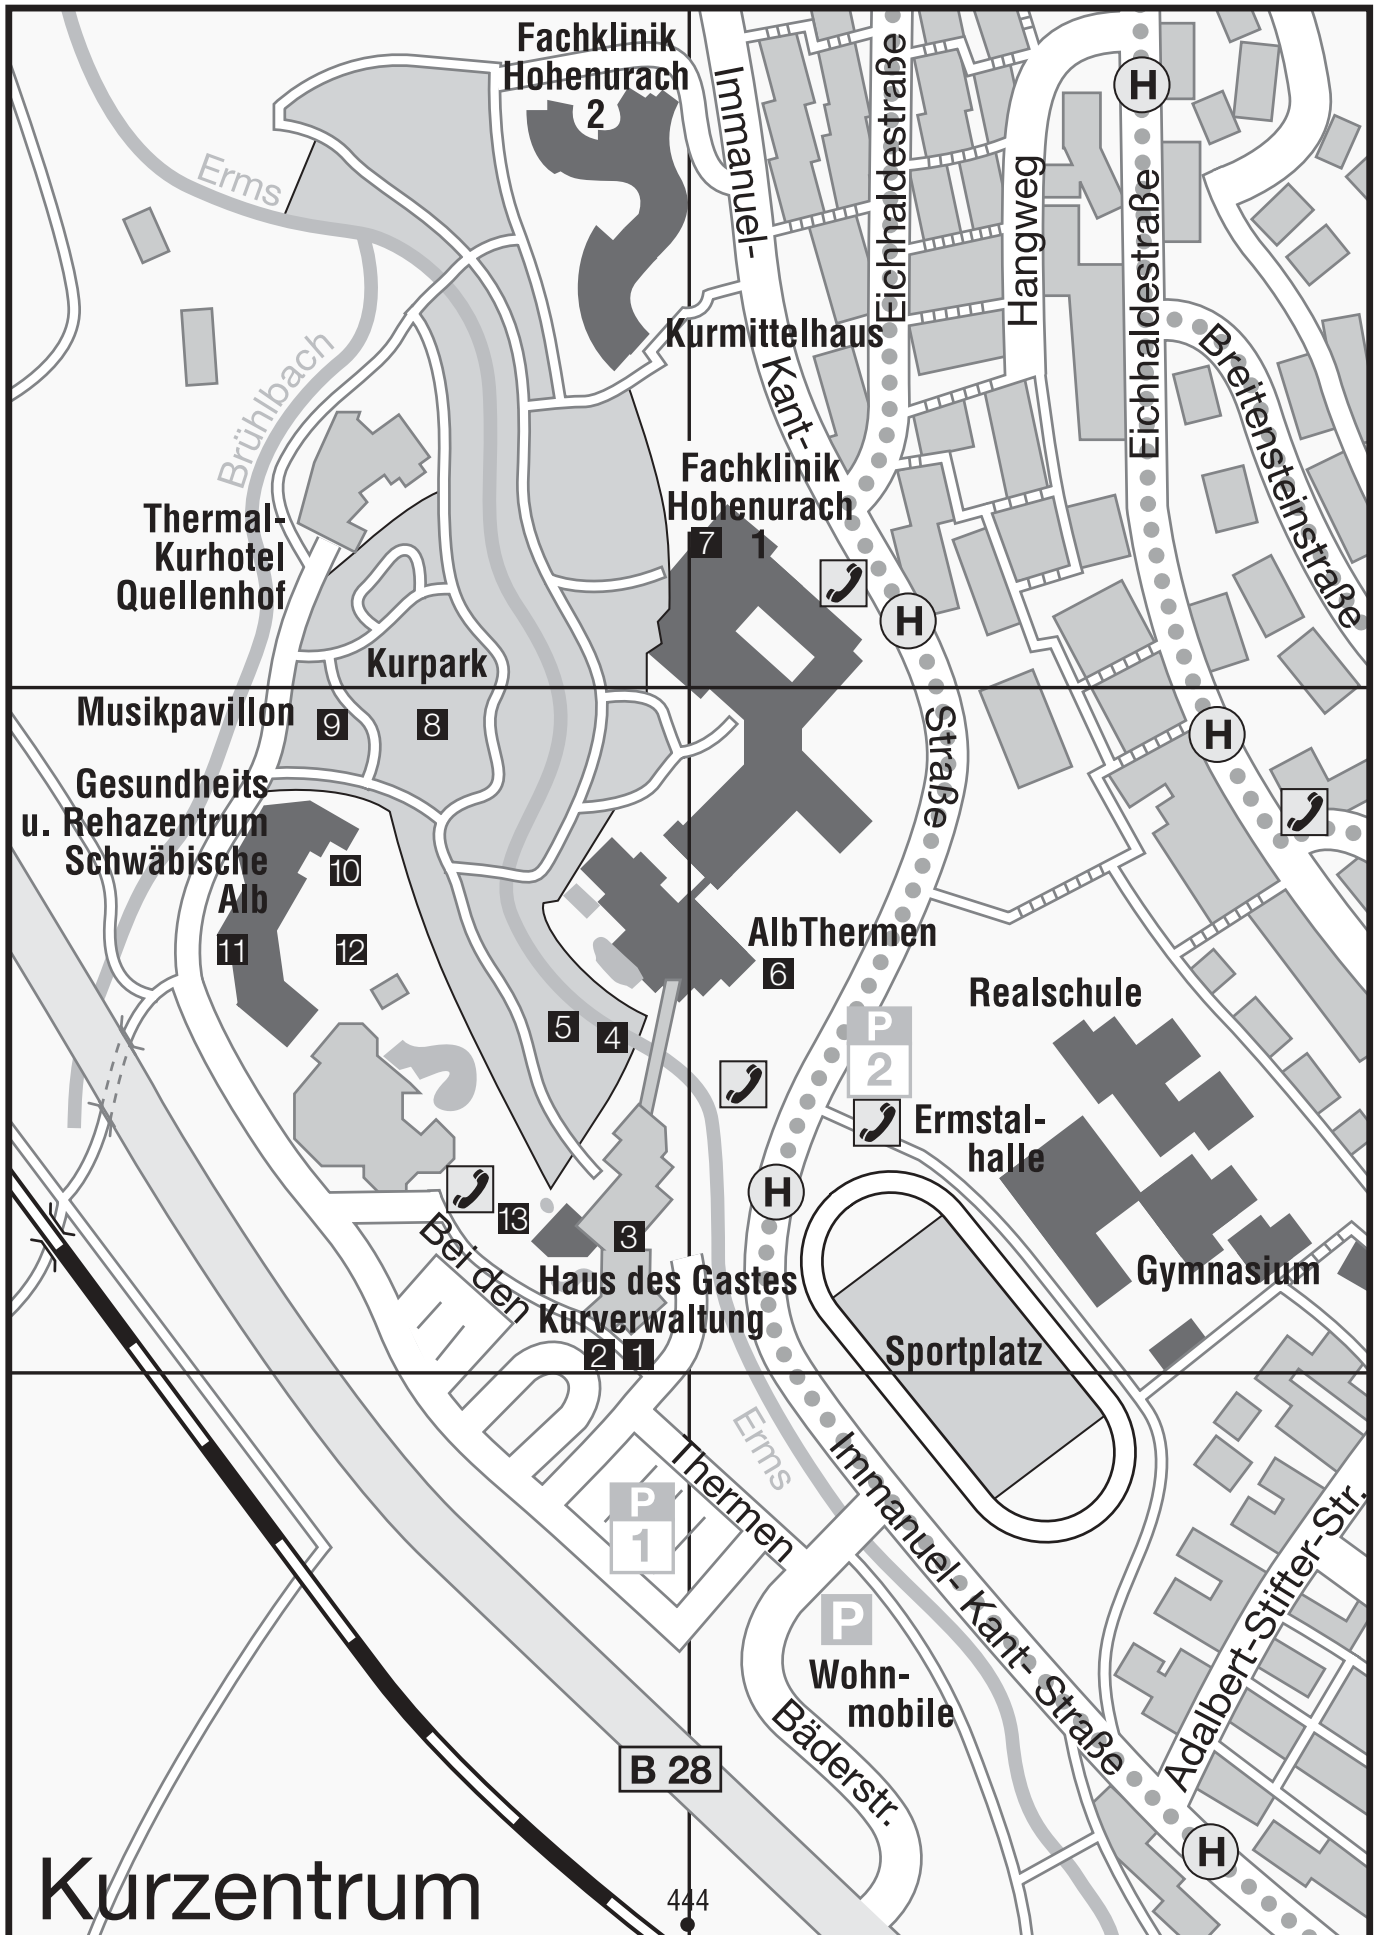 Fachklinik
Hohenurach
2
Immanuel-
Eichhaldestraße
H
Erms
Hangweg
Eichhaldestraße
Brühlbach
Kurmittelhaus
Kant-
Breitensteinstraße
Fachklinik
Hohenurach
7
1
Thermal-
Kurhotel
Quellenhof
H
Kurpark
Musikpavillon
9
8
Straße
H
Gesundheits
u. Rehazentrum
Schwäbische
Alb
10
11
12
AlbThermen
6
Realschule
5
4
P
2
Ermstal-
halle
H
13
3
Bei den
Haus des Gastes
Kurverwaltung
2
1
Gymnasium
Sportplatz
Erms
Thermen
P
1
Immanuel-
Kant-
Straße
Adalbert-Stifter-Str.
P
Wohn-
mobile
Bäderstr.
B 28
H
Kurzentrum
444